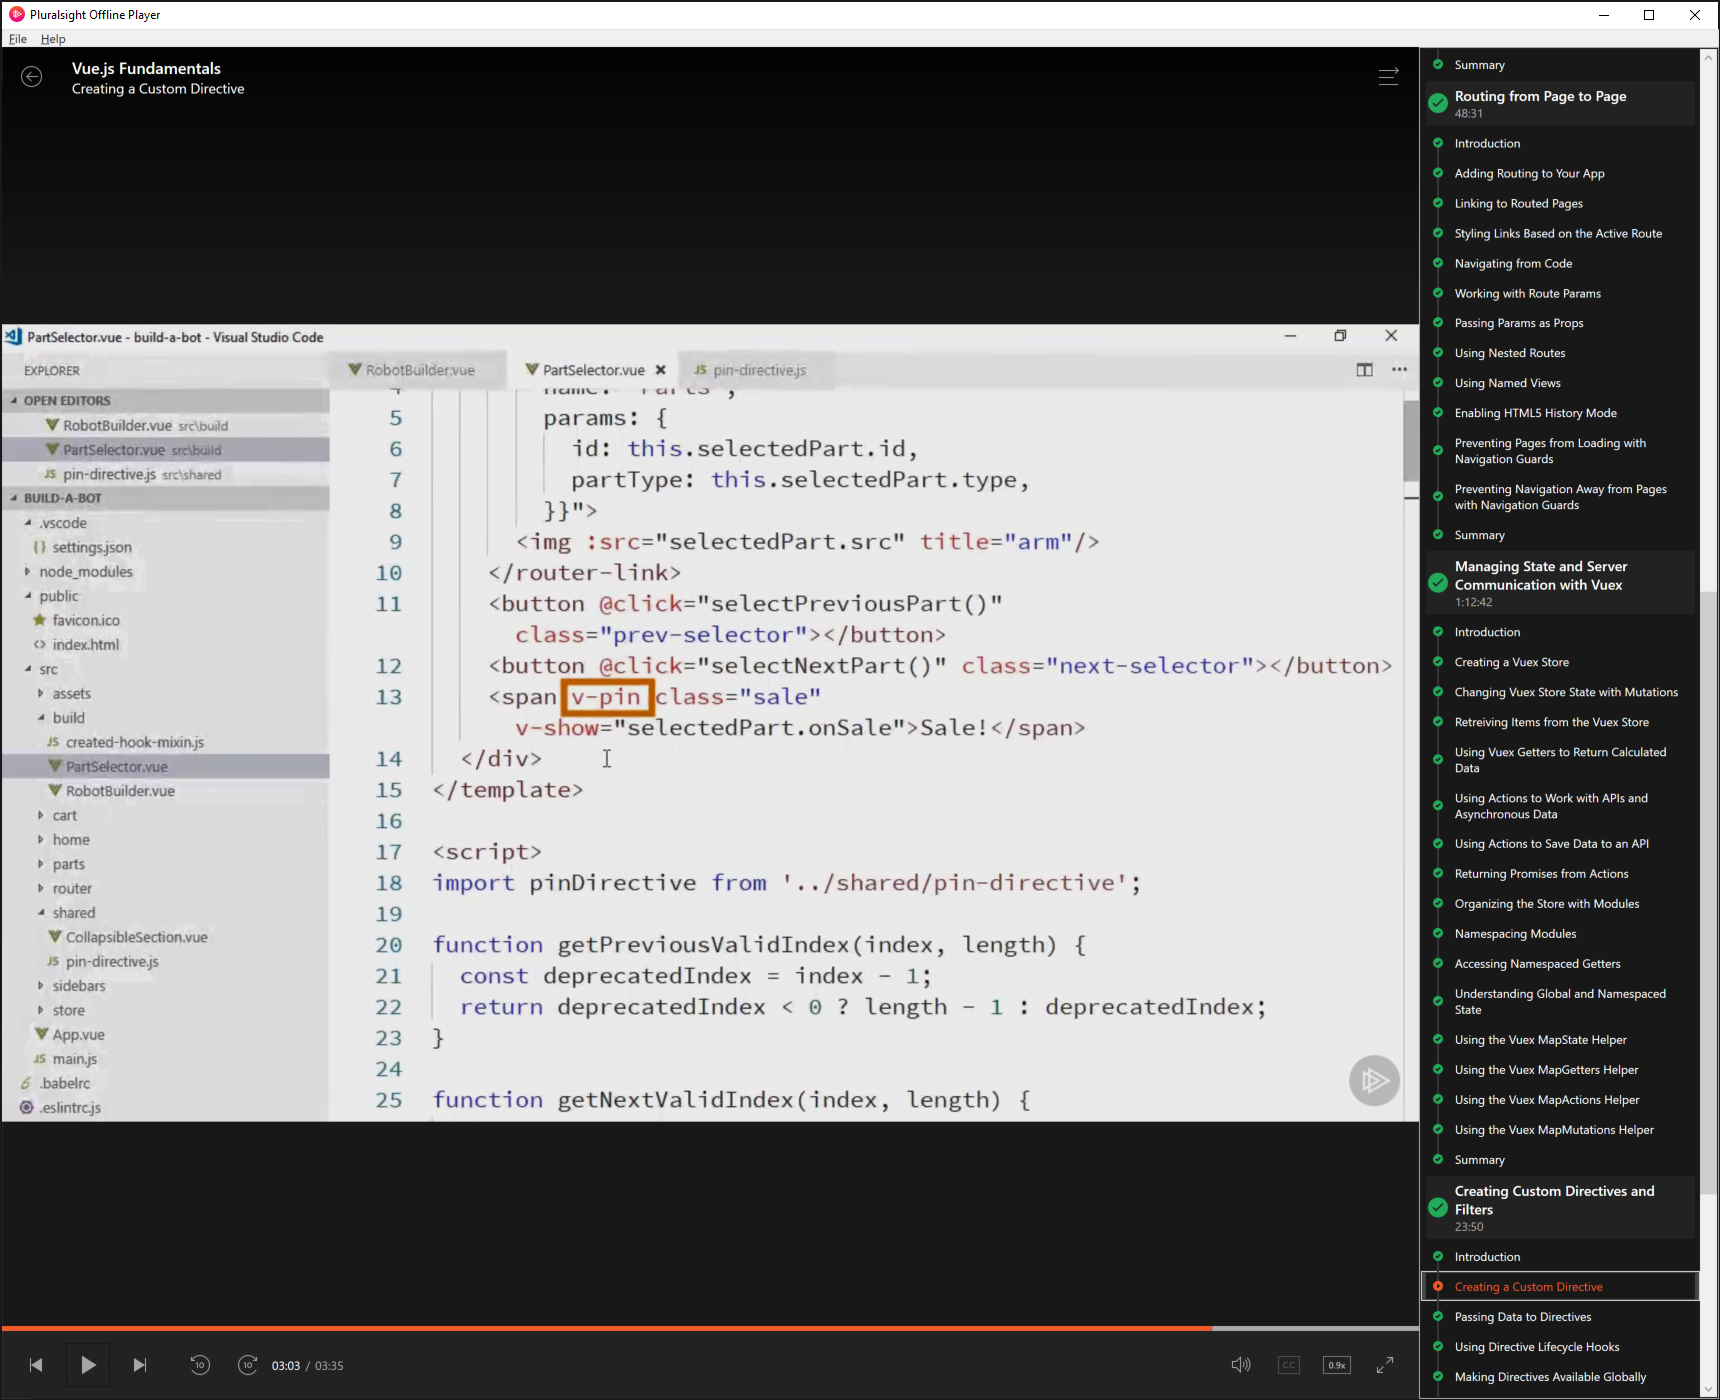 Pluralsight Offline Player
File Help
Vue.js Fundamentals
Creating a Custom Directive
PartSelector.vue - build-a-bot - Visual Studio Code
EXPLORER
OPEN EDITORS
RobotBuilder.vue src\build
PartSelector.vue src\build
pin-directive.js src\shared
BUILD-A-BOT
.vscode
settings.json
node_modules
public
favicon.ico
index.html
src
assets
build
created-hook-mixin.js
PartSelector.vue
RobotBuilder.vue
cart
home
parts
router
shared
CollapsibleSection.vue
pin-directive.js
sidebars
store
App.vue
main.js
.babelrc
.eslintrc.js
RobotBuilder.vue PartSelector.vue pin-directive.js
5 params: {
6 id: this.selectedPart.id,
7 partType: this.selectedPart.type,
8 }}">
9 <img :src="selectedPart.src" title="arm"/>
10 </router-link>
11 <button @click="selectPreviousPart()"
class="prev-selector"></button>
12 <button @click="selectNextPart()" class="next-selector"></button>
13 <span v-pin class="sale"
v-show="selectedPart.onSale">Sale!</span>
14 </div>
15 </template>
16
17 <script>
18 import pinDirective from '../shared/pin-directive';
19
20 function getPreviousValidIndex(index, length) {
21 const deprecatedIndex = index - 1;
22 return deprecatedIndex < 0 ? length - 1 : deprecatedIndex;
23 }
24
25 function getNextValidIndex(index, length) {
10 10 03:03 / 03:35
CC 0.9x
Summary
Routing from Page to Page
48:31
Introduction
Adding Routing to Your App
Linking to Routed Pages
Styling Links Based on the Active Route
Navigating from Code
Working with Route Params
Passing Params as Props
Using Nested Routes
Using Named Views
Enabling HTML5 History Mode
Preventing Pages from Loading with
Navigation Guards
Preventing Navigation Away from Pages
with Navigation Guards
Summary
Managing State and Server
Communication with Vuex
1:12:42
Introduction
Creating a Vuex Store
Changing Vuex Store State with Mutations
Retreiving Items from the Vuex Store
Using Vuex Getters to Return Calculated
Data
Using Actions to Work with APIs and
Asynchronous Data
Using Actions to Save Data to an API
Returning Promises from Actions
Organizing the Store with Modules
Namespacing Modules
Accessing Namespaced Getters
Understanding Global and Namespaced
State
Using the Vuex MapState Helper
Using the Vuex MapGetters Helper
Using the Vuex MapActions Helper
Using the Vuex MapMutations Helper
Summary
Creating Custom Directives and
Filters
23:50
Introduction
Creating a Custom Directive
Passing Data to Directives
Using Directive Lifecycle Hooks
Making Directives Available Globally